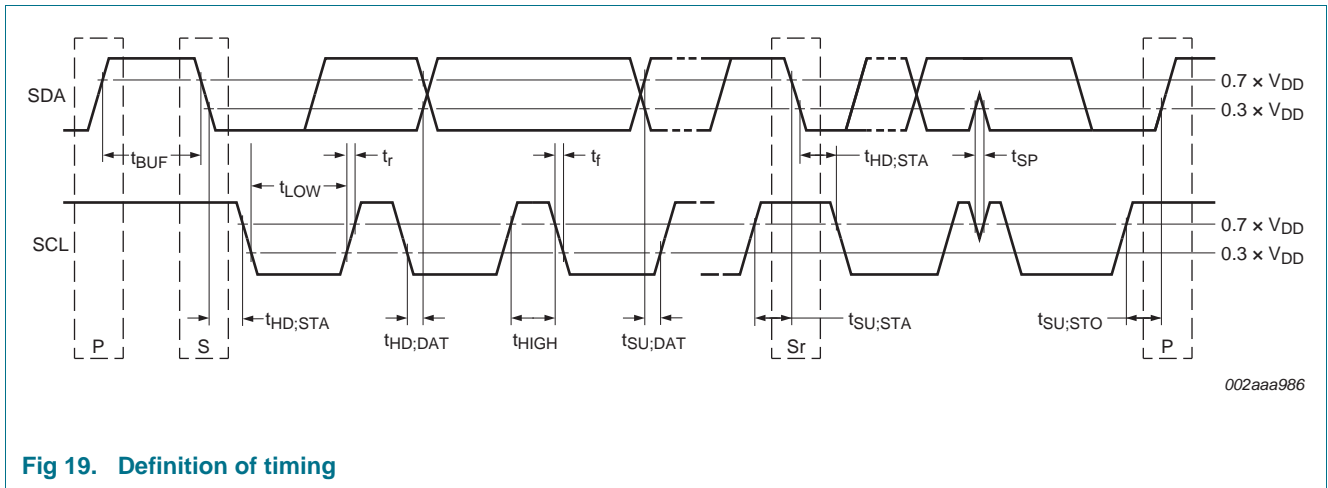 SDA
0.7 × VDD
0.3 × VDD
tBUF
tr
tf
tHD;STA
tSP
tLOW
SCL
0.7 × VDD
0.3 × VDD
tHD;STA
tHD;DAT
tHIGH
tSU;DAT
tSU;STA
tSU;STO
P
S
Sr
P
002aaa986
Fig 19. Definition of timing